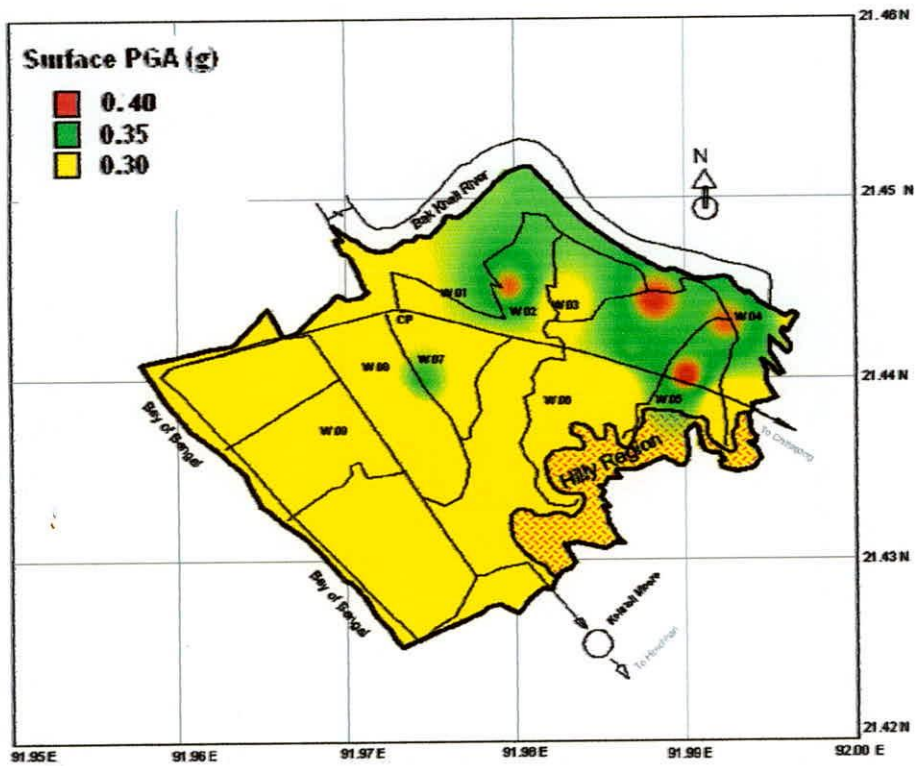 21.46 N
Surface PGA (g)
0.40
0.35
0.30
N
21.45 N
Bak Khali River
W 01
W 02
W 03
W 04
CP
W 07
21.44 N
W 05
Bay of Bengal
W 09
Hilly Region
To Chittagong
21.43 N
Bay of Bengal
21.42 N
91.95 E
91.96 E
91.97 E
91.98 E
91.99 E
92.00 E